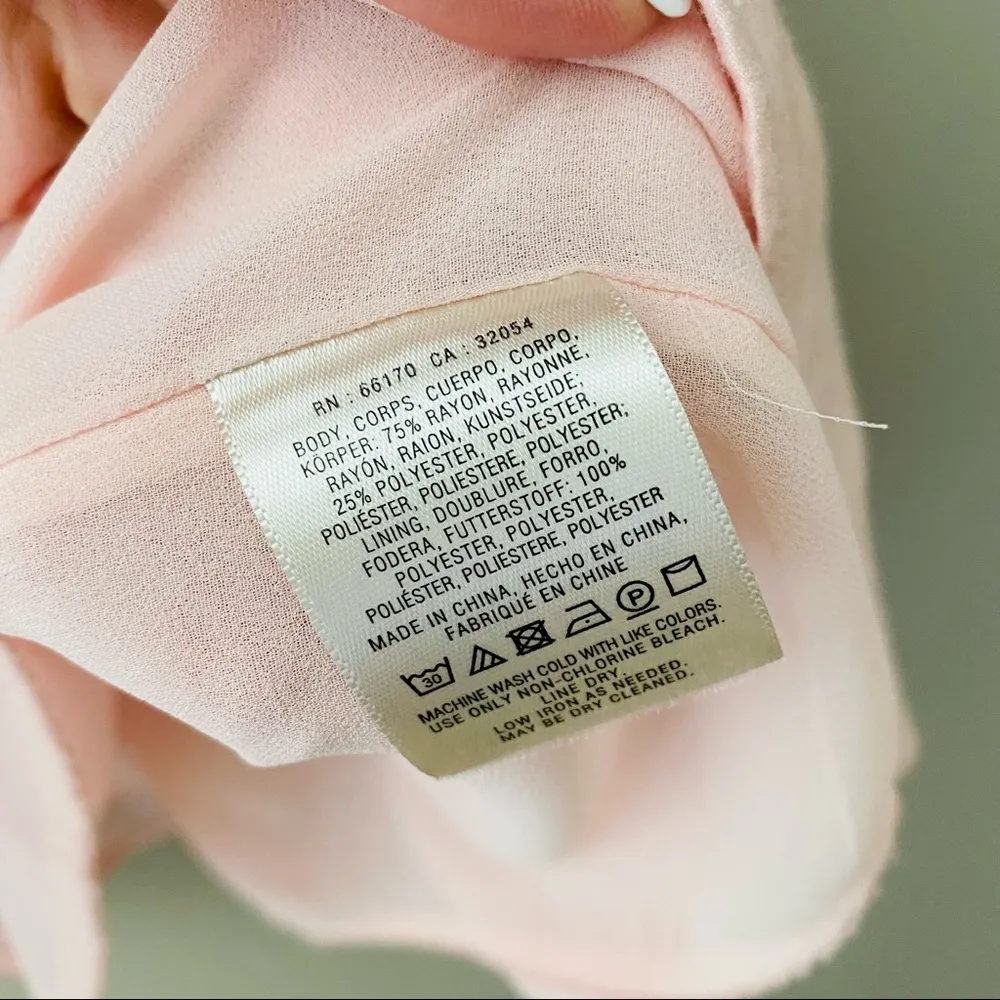 RN : 66170 CA : 32054
BODY, CORPS, CUERPO, CORPO,
KÖRPER: 75% RAYON, RAYONNE,
RAYÓN, RAION, KUNSTSEIDE;
25% POLYESTER, POLYESTER,
POLIÉSTER, POLIESTERE, POLYESTER;
LINING, DOUBLURE, FORRO,
FODERA, FUTTERSTOFF: 100%
POLYESTER, POLYESTER,
POLIÉSTER, POLIESTERE, POLYESTER
MADE IN CHINA, HECHO EN CHINA,
FABRIQUÉ EN CHINE
30 P
MACHINE WASH COLD WITH LIKE COLORS.
USE ONLY NON-CHLORINE BLEACH.
LINE DRY.
LOW IRON AS NEEDED.
MAY BE DRY CLEANED.